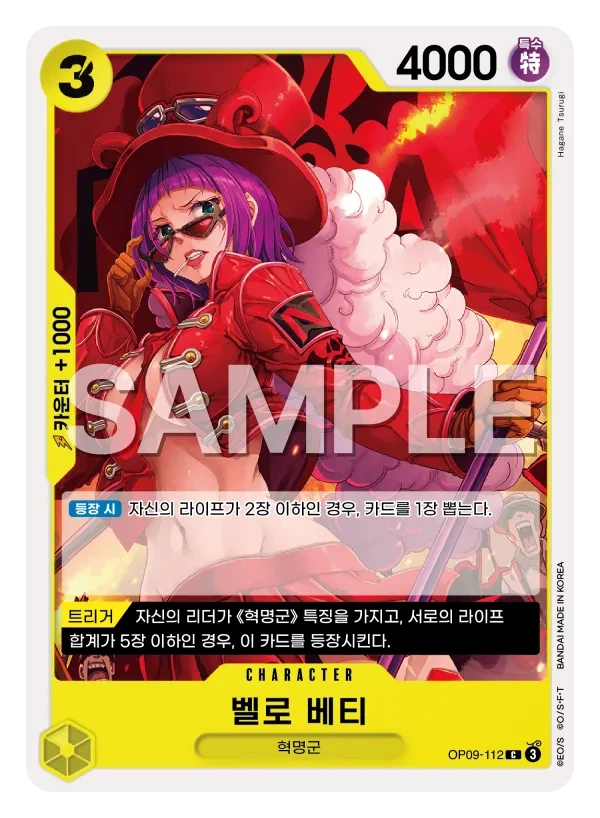 3
4000
특수
特
Hagane Tsurugi
카운터 +1000
SAMPLE
등장 시 자신의 라이프가 2장 이하인 경우, 카드를 1장 뽑는다.
트리거 자신의 리더가 《혁명군》 특징을 가지고, 서로의 라이프
합계가 5장 이하인 경우, 이 카드를 등장시킨다.
BANDAI MADE IN KOREA
©EO/S ©O/S·F·T
CHARACTER
벨로 베티
혁명군
OP09-112 C 3